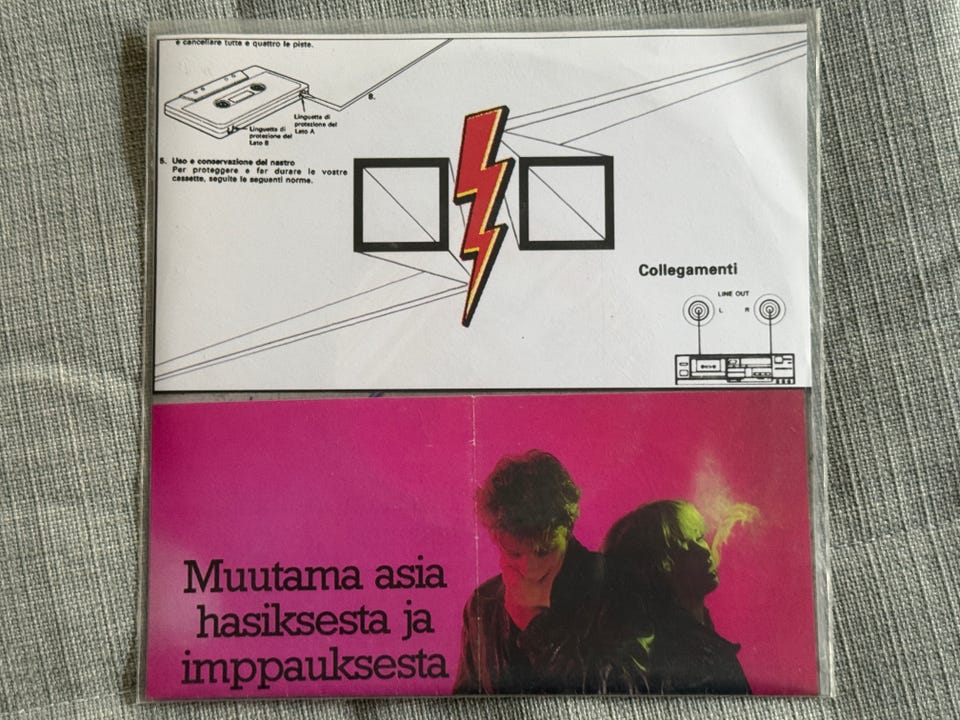 e cancellare tutte e quattro le piste.
B.
Linguetta di
protezione del
Lato A
Linguetta di
protezione del
Lato B
5. Uso e conservazione del nastro
Per proteggere e far durare le vostre
cassette, seguite le seguenti norme.
Collegamenti
LINE OUT
L R
Muutama asia
hasiksesta ja
imppauksesta